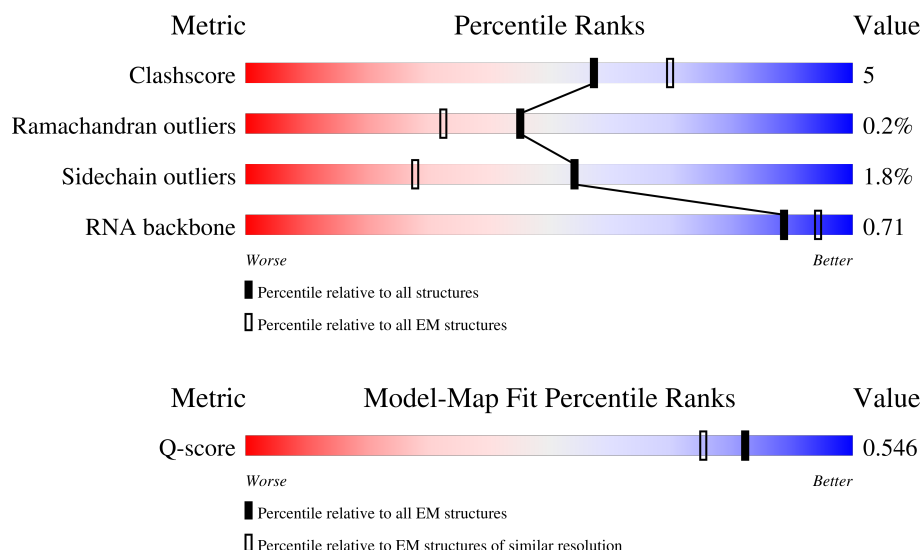 Metric Percentile Ranks Value
Clashscore 5
Ramachandran outliers 0.2%
Sidechain outliers 1.8%
RNA backbone 0.71
Worse Better
Percentile relative to all structures
Percentile relative to all EM structures
Metric Model-Map Fit Percentile Ranks Value
Q-score 0.546
Worse Better
Percentile relative to all EM structures
Percentile relative to EM structures of similar resolution